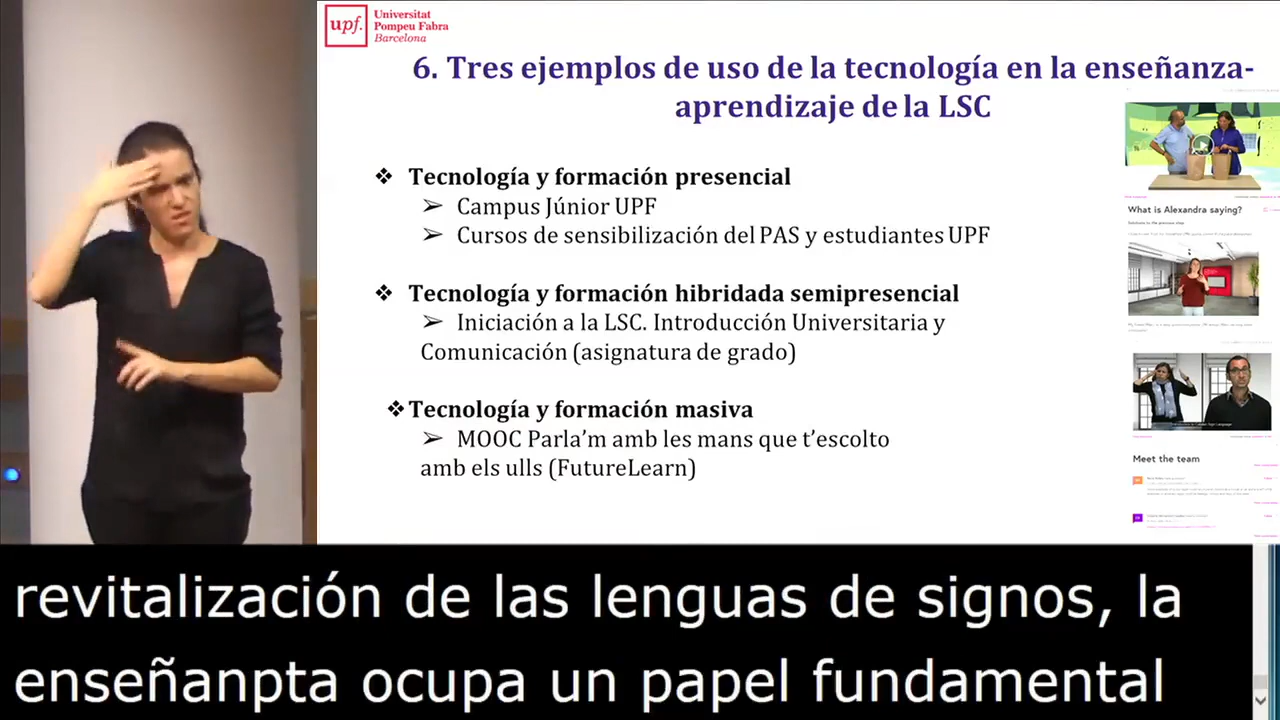 upf.
Universitat
Pompeu Fabra
Barcelona
6. Tres ejemplos de uso de la tecnología en la enseñanza-
aprendizaje de la LSC
❖ Tecnología y formación presencial
➢ Campus Júnior UPF
➢ Cursos de sensibilización del PAS y estudiantes UPF
❖ Tecnología y formación hibridada semipresencial
➢ Iniciación a la LSC. Introducción Universitaria y
Comunicación (asignatura de grado)
❖ Tecnología y formación masiva
➢ MOOC Parla’m amb les mans que t’escolto
amb els ulls (FutureLearn)
What is Alexandra saying?
Meet the team
revitalización de las lenguas de signos, la
enseñanpta ocupa un papel fundamental